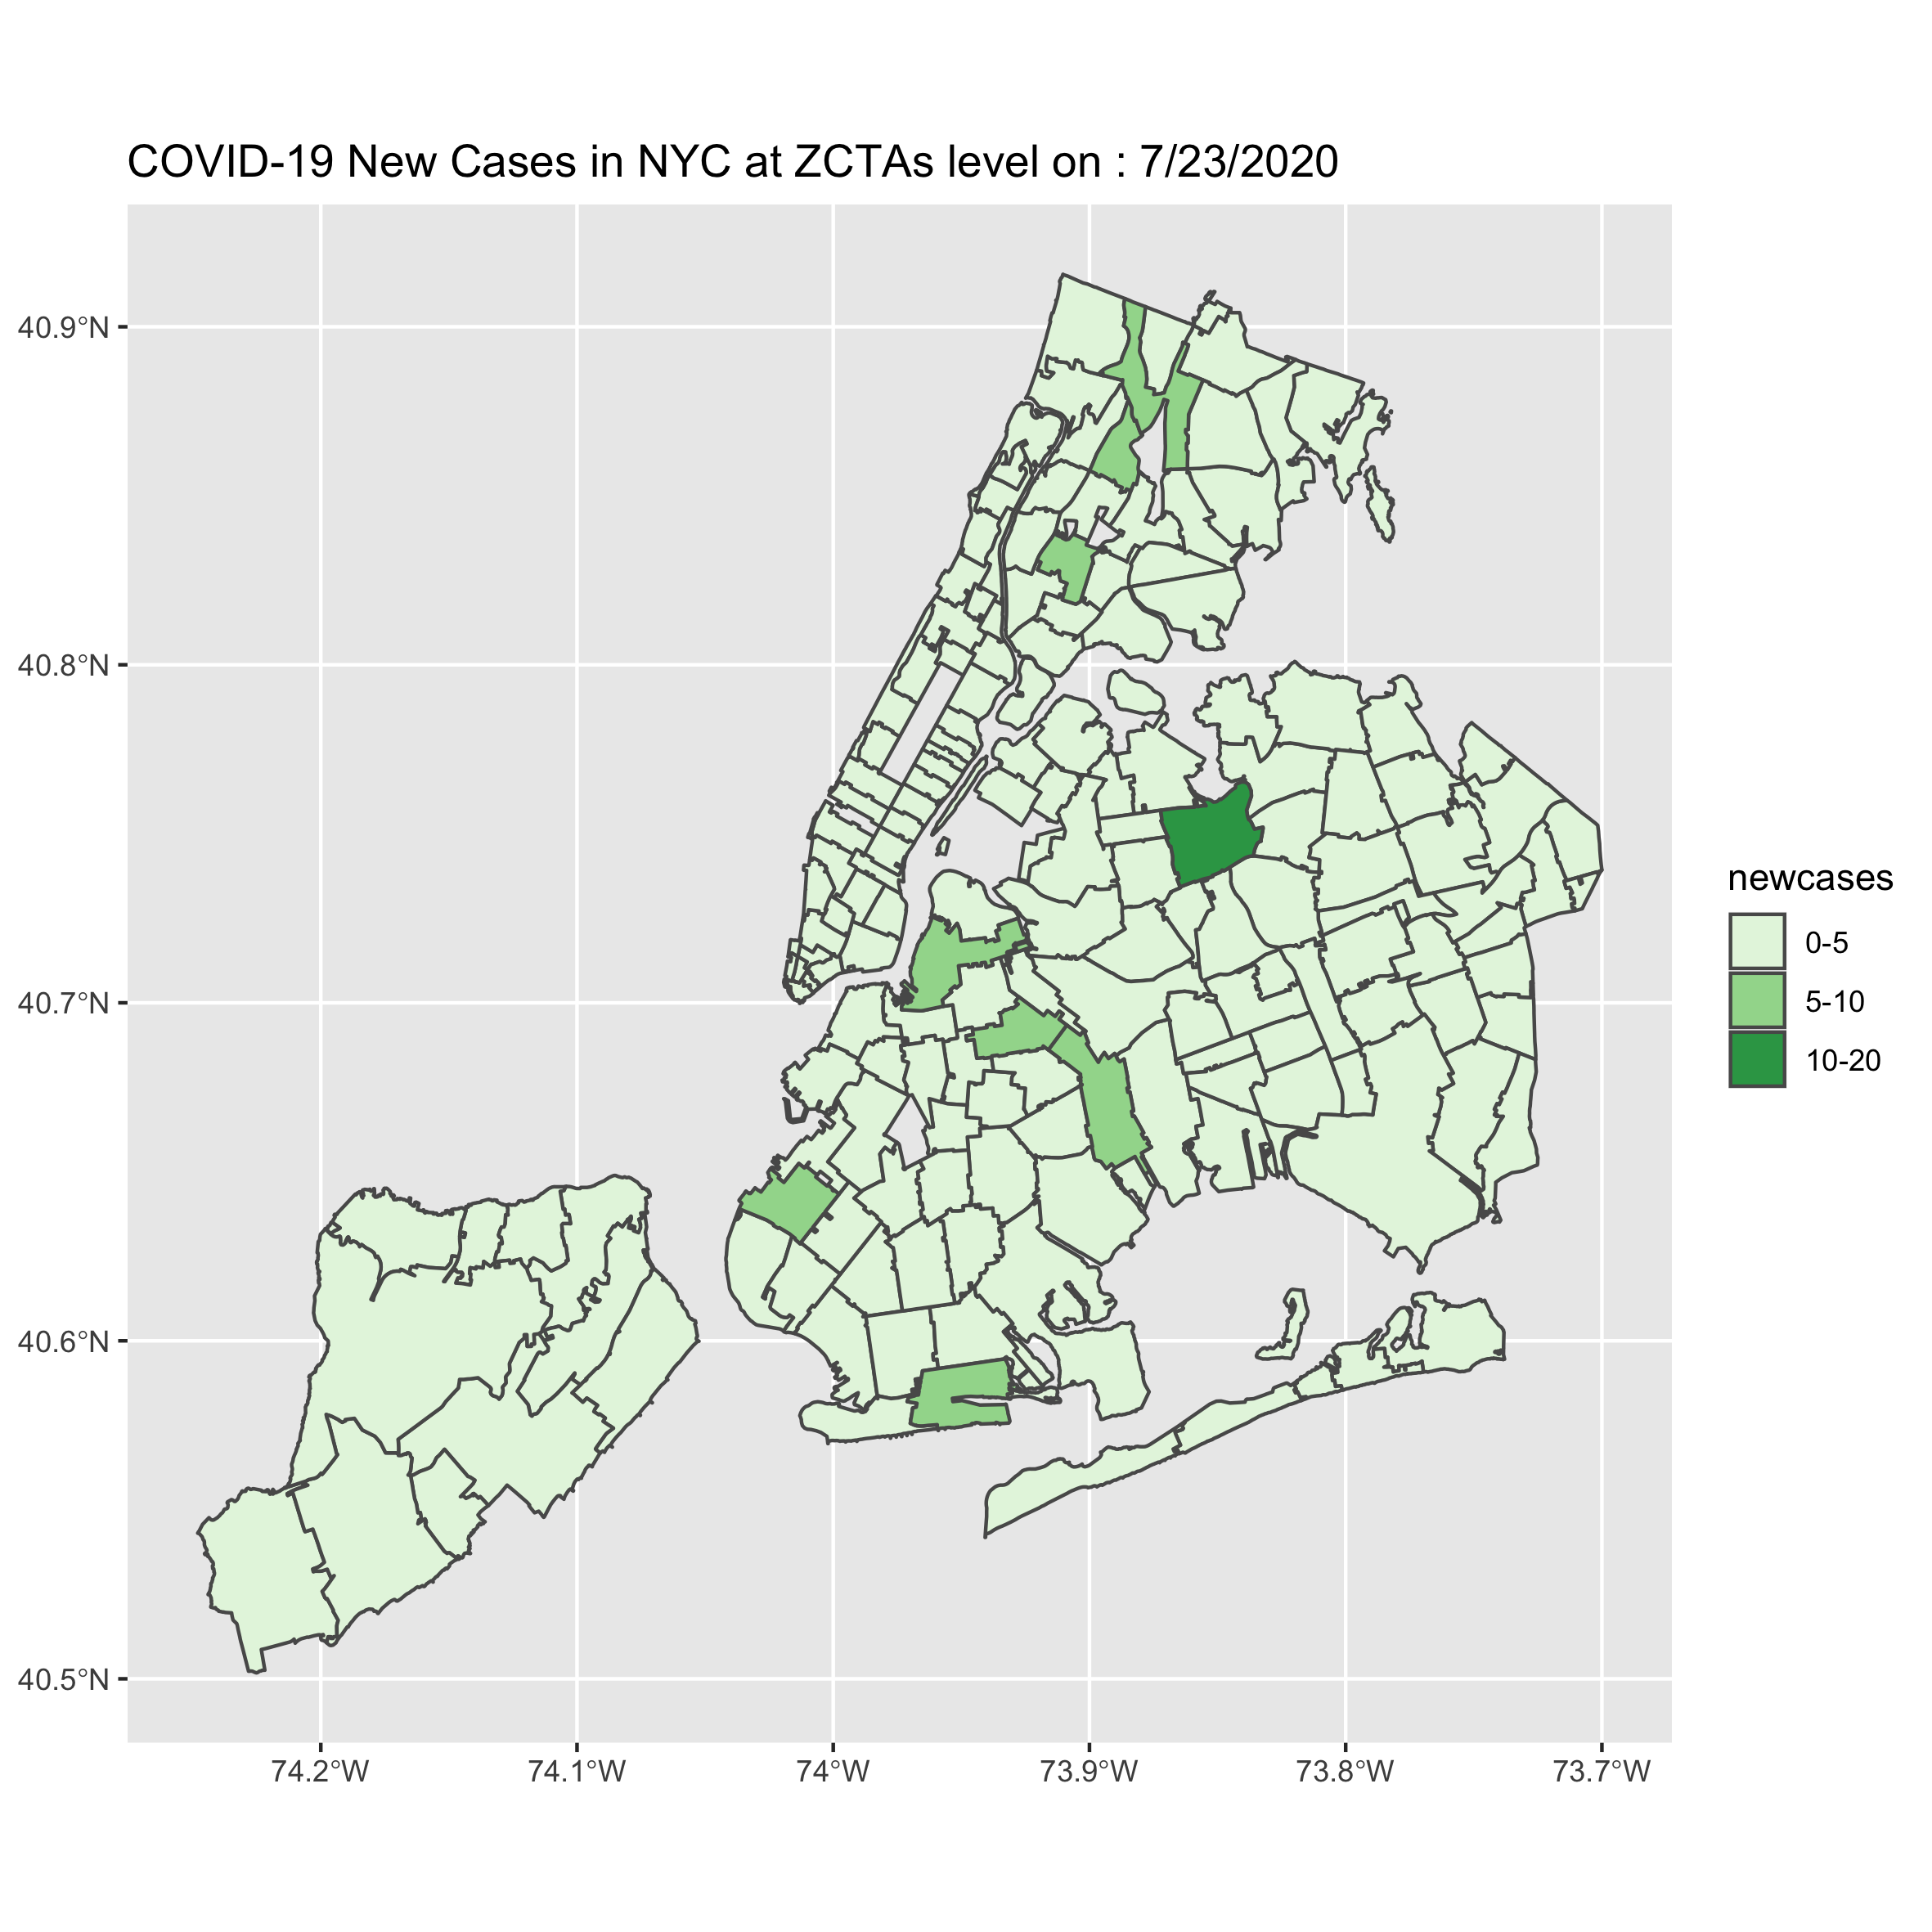 COVID-19 New Cases in NYC at ZCTAs level on : 7/23/2020
40.9°N
40.8°N
40.7°N
40.6°N
40.5°N
74.2°W
74.1°W
74°W
73.9°W
73.8°W
73.7°W
newcases
0-5
5-10
10-20